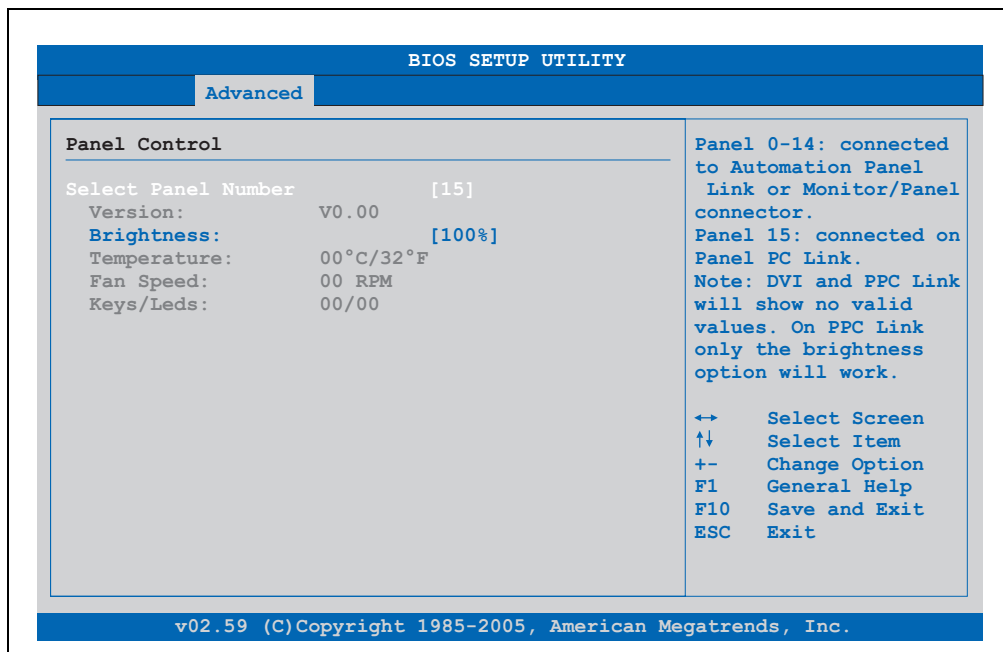 BIOS SETUP UTILITY
Advanced
Panel Control
Select Panel Number [15]
Version: V0.00
Brightness: [100%]
Temperature: 00°C/32°F
Fan Speed: 00 RPM
Keys/Leds: 00/00
Panel 0-14: connected
to Automation Panel
Link or Monitor/Panel
connector.
Panel 15: connected on
Panel PC Link.
Note: DVI and PPC Link
will show no valid
values. On PPC Link
only the brightness
option will work.
↔ Select Screen
↑↓ Select Item
+- Change Option
F1 General Help
F10 Save and Exit
ESC Exit
v02.59 (C)Copyright 1985-2005, American Megatrends, Inc.